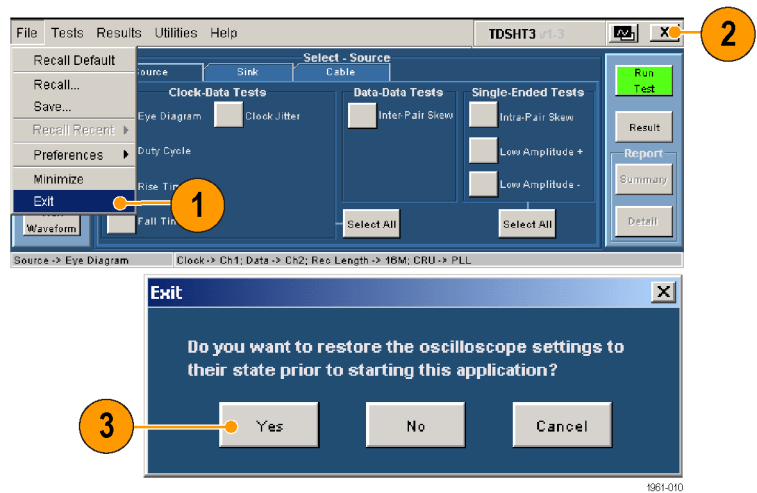 File Tests Results Utilities Help TDSHT3 v1.3 X
2
Recall Default
Recall...
Save...
Recall Recent
Preferences
Minimize
Exit
1
Select - Source
Source Sink Cable
Clock-Data Tests Data-Data Tests Single-Ended Tests
Eye Diagram Clock Jitter Inter-Pair Skew Intra-Pair Skew
Duty Cycle Low Amplitude +
Rise Low Amplitude -
Fall Select All Select All
Waveform
Run
Test
Result
Report
Summary
Detail
Source -> Eye Diagram Clock -> Ch1; Data -> Ch2; Rec Length -> 16M; CRU -> PLL
Exit X
Do you want to restore the oscilloscope settings to
their state prior to starting this application?
3
Yes No Cancel
1961-010